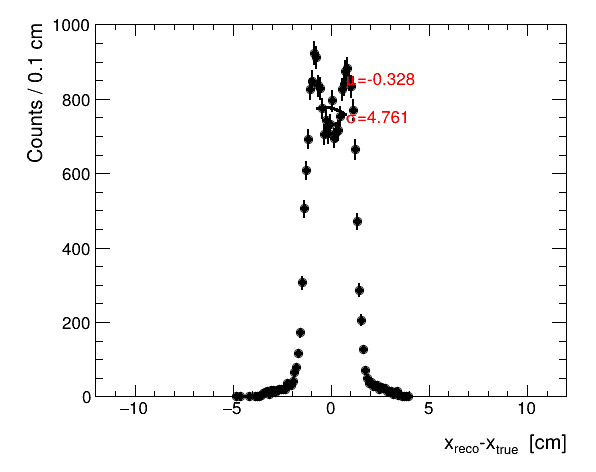 Counts / 0.1 cm
1000
800
600
400
200
0
μ=-0.328
σ=4.761
−10 −5 0 5 10
x_reco-x_true [cm]